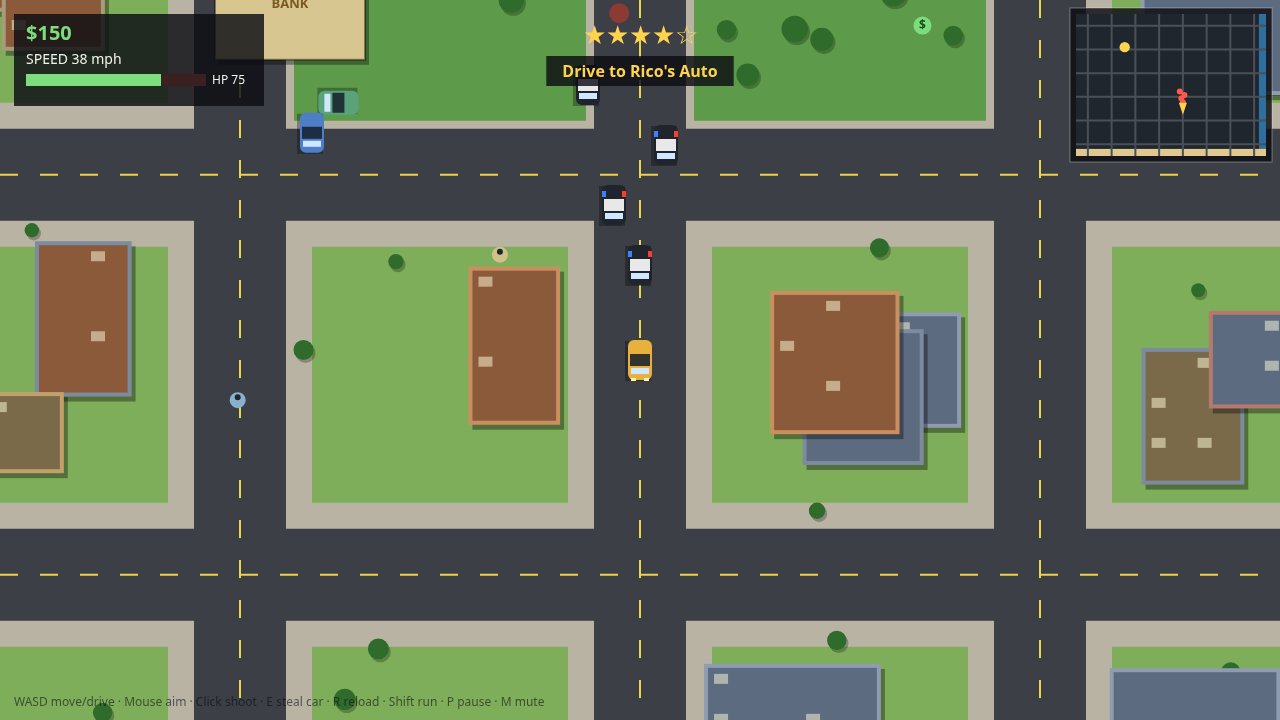 BANK
$150
SPEED 38 mph
HP 75
★★★★☆
Drive to Rico's Auto
$
WASD move/drive · Mouse aim · Click shoot · E steal car · R reload · Shift run · P pause · M mute